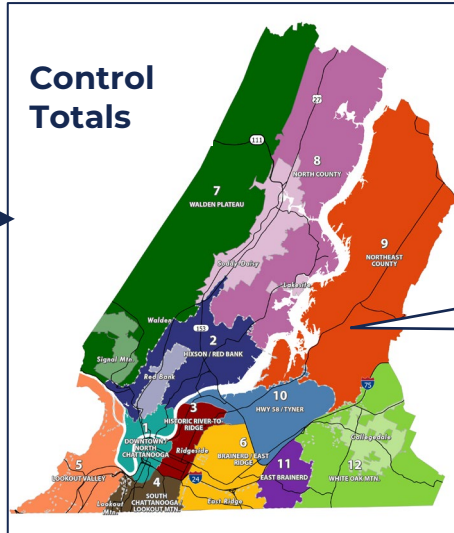 Control
Totals
27
111
8
NORTH COUNTY
7
WALDEN PLATEAU
9
NORTHEAST
COUNTY
Soddy-Daisy
Lakesite
Walden
153
2
HIXSON / RED BANK
Signal Mtn.
Red Bank
75
10
HWY 58 / TYNER
3
HISTORIC RIVER-TO-
RIDGE
1
DOWNTOWN /
NORTH
CHATTANOOGA
Ridgeside
6
BRAINERD / EAST
RIDGE
Collegedale
5
LOOKOUT VALLEY
11
EAST BRAINERD
12
WHITE OAK MTN.
4
SOUTH
CHATTANOOGA/
LOOKOUT MTN.
24
Lookout
Mtn.
East Ridge